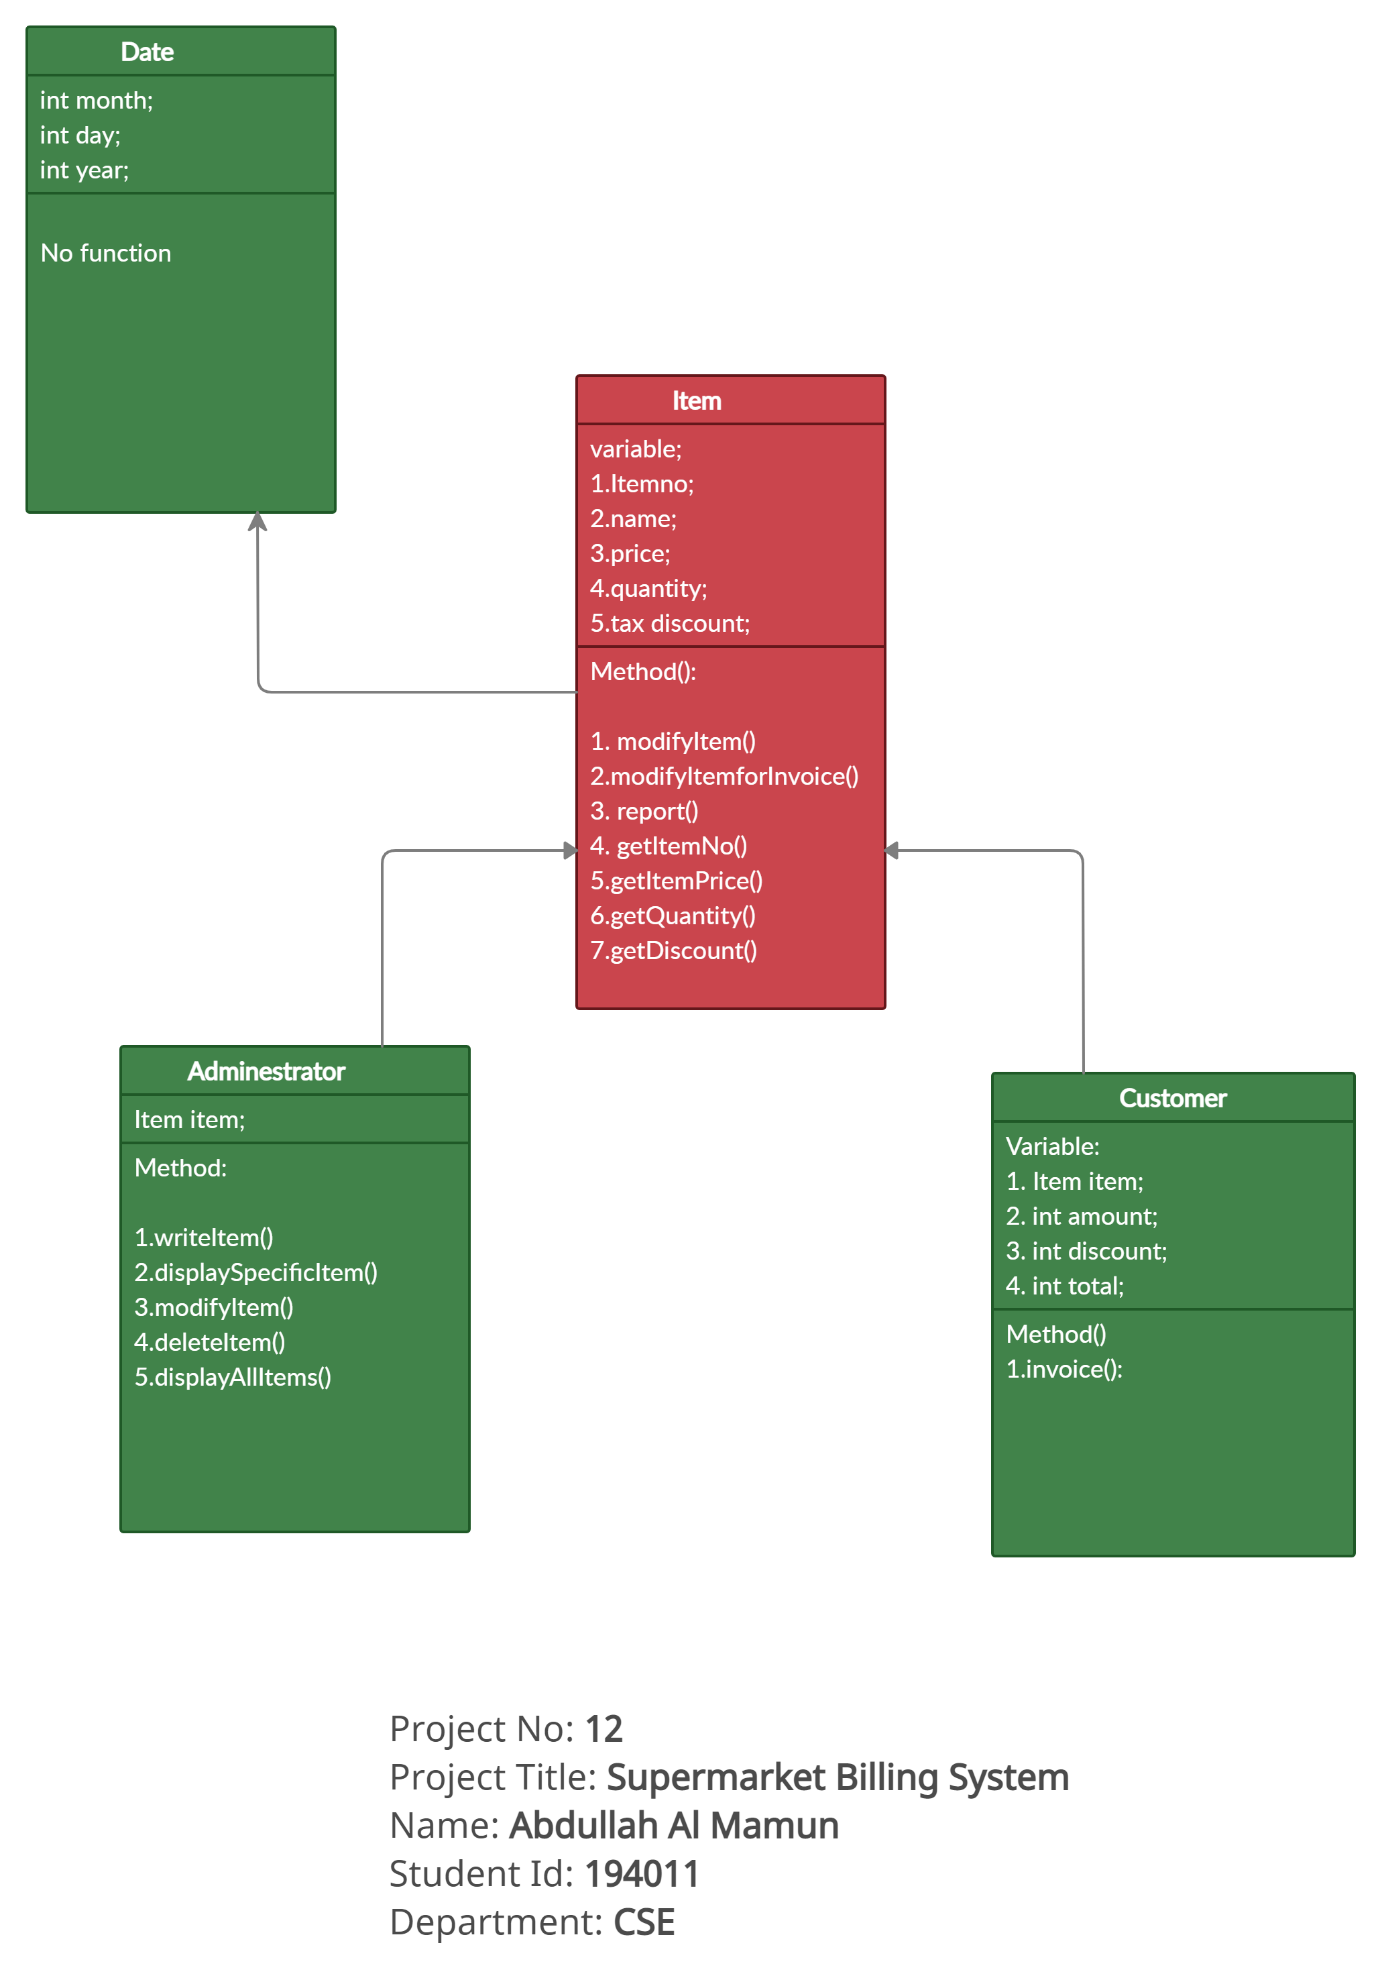 Date
int month;
int day;
int year;
No function
Item
variable;
1.Itemno;
2.name;
3.price;
4.quantity;
5.tax discount;
Method():
1. modifyItem()
2.modifyItemforInvoice()
3. report()
4. getItemNo()
5.getItemPrice()
6.getQuantity()
7.getDiscount()
Adminestrator
Item item;
Method:
1.writeItem()
2.displaySpecificItem()
3.modifyItem()
4.deleteItem()
5.displayAllItems()
Customer
Variable:
1. Item item;
2. int amount;
3. int discount;
4. int total;
Method()
1.invoice():
Project No: 12
Project Title: Supermarket Billing System
Name: Abdullah Al Mamun
Student Id: 194011
Department: CSE